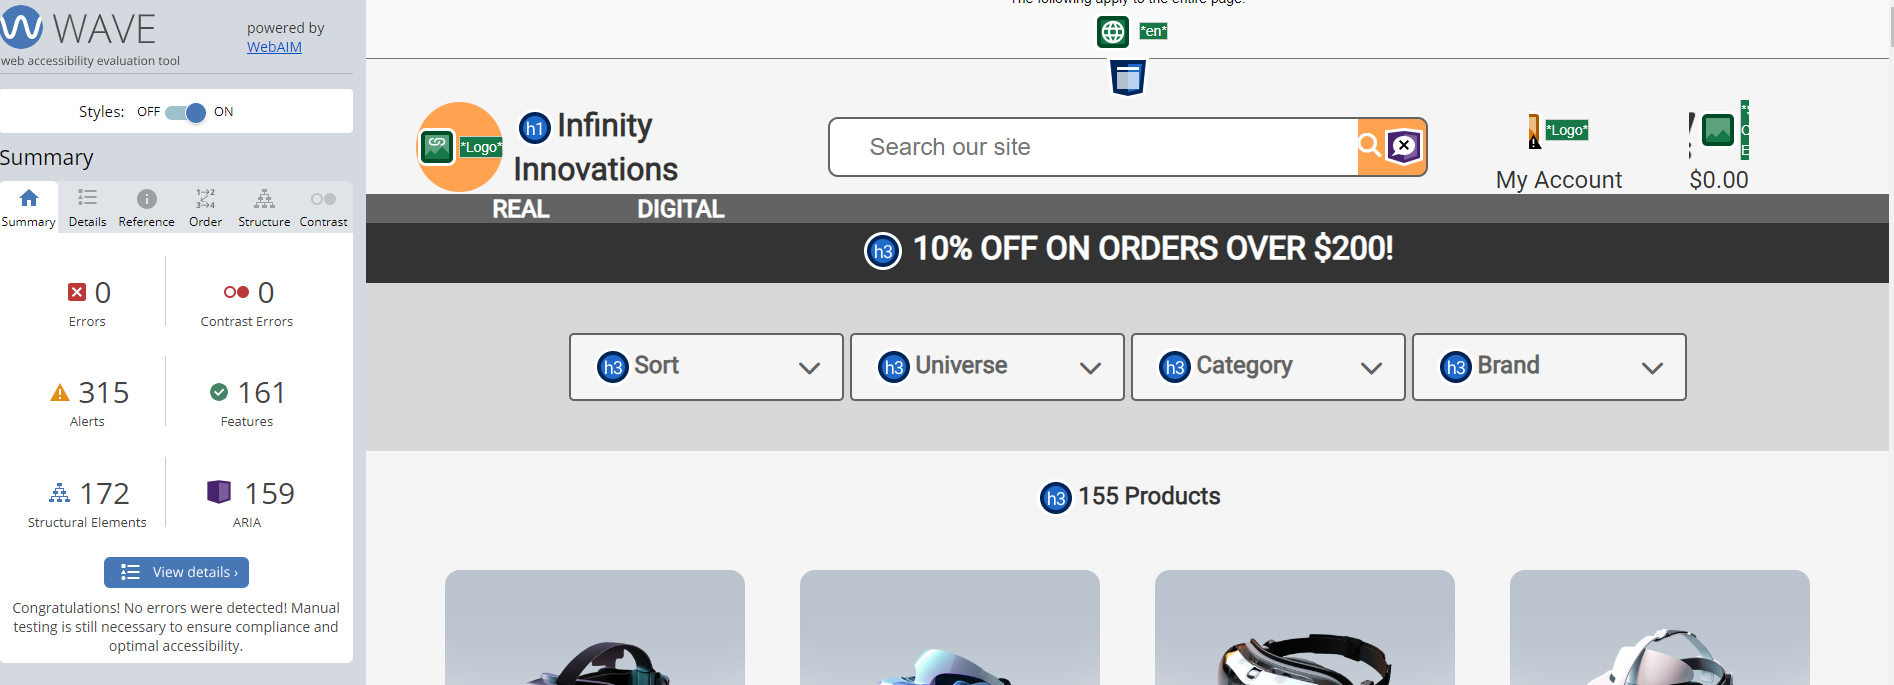 The following apply to the entire page:
*en*
WAVE
web accessibility evaluation tool
powered by
WebAIM
Styles: OFF ON
Summary
Summary Details Reference Order Structure Contrast
0
Errors
0
Contrast Errors
315
Alerts
161
Features
172
Structural Elements
159
ARIA
View details ›
Congratulations! No errors were detected! Manual
testing is still necessary to ensure compliance and
optimal accessibility.
*Logo*
h1 Infinity
Innovations
Search our site
*Logo*
My Account
$0.00
REAL DIGITAL
h3 10% OFF ON ORDERS OVER $200!
h3 Sort
h3 Universe
h3 Category
h3 Brand
h3 155 Products